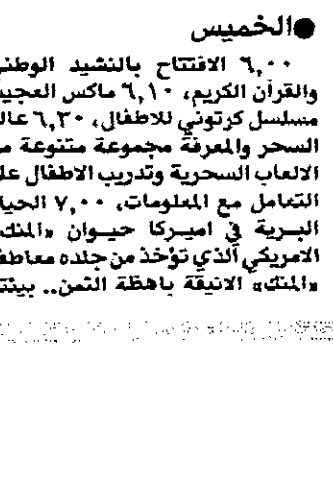 ●الخميس
٦,٠٠ الافتتاح بالنشيد الوطني
والقرآن الكريم، ٦,١٠ ماكس العجيب
مسلسل كرتوني للاطفال، ٦,٣٠ عالم
السحر والمعرفة مجموعة متنوعة من
الالعاب السحرية وتدريب الاطفال على
التعامل مع المعلومات، ٧,٠٠ الحياة
البرية في اميركا حيوان «المنك»
الامريكي الذي تؤخذ من جلده معاطف
«المنك» الانيقة باهظة الثمن.. بيئت